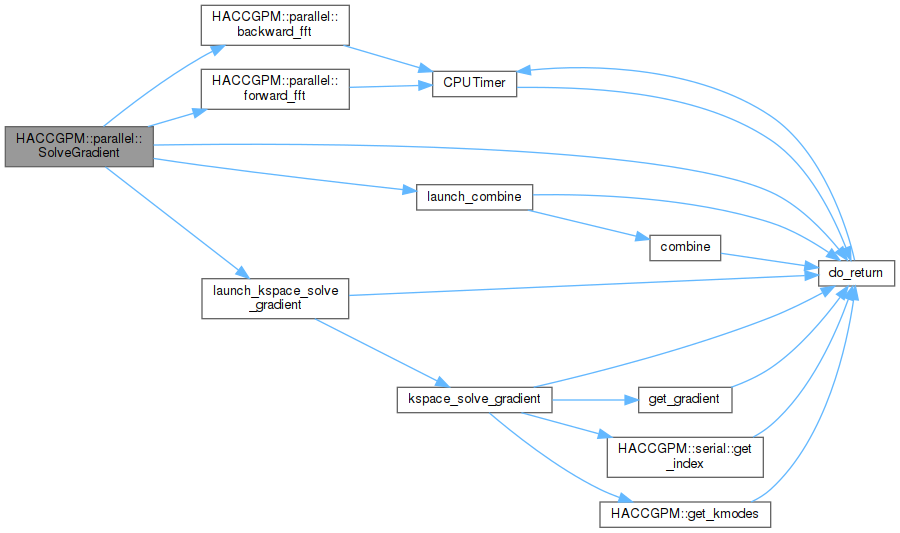 HACCGPM::parallel::
backward_fft
HACCGPM::parallel::
forward_fft
CPUTimer
HACCGPM::parallel::
SolveGradient
launch_combine
combine
do_return
launch_kspace_solve
_gradient
kspace_solve_gradient
get_gradient
HACCGPM::serial::get
_index
HACCGPM::get_kmodes